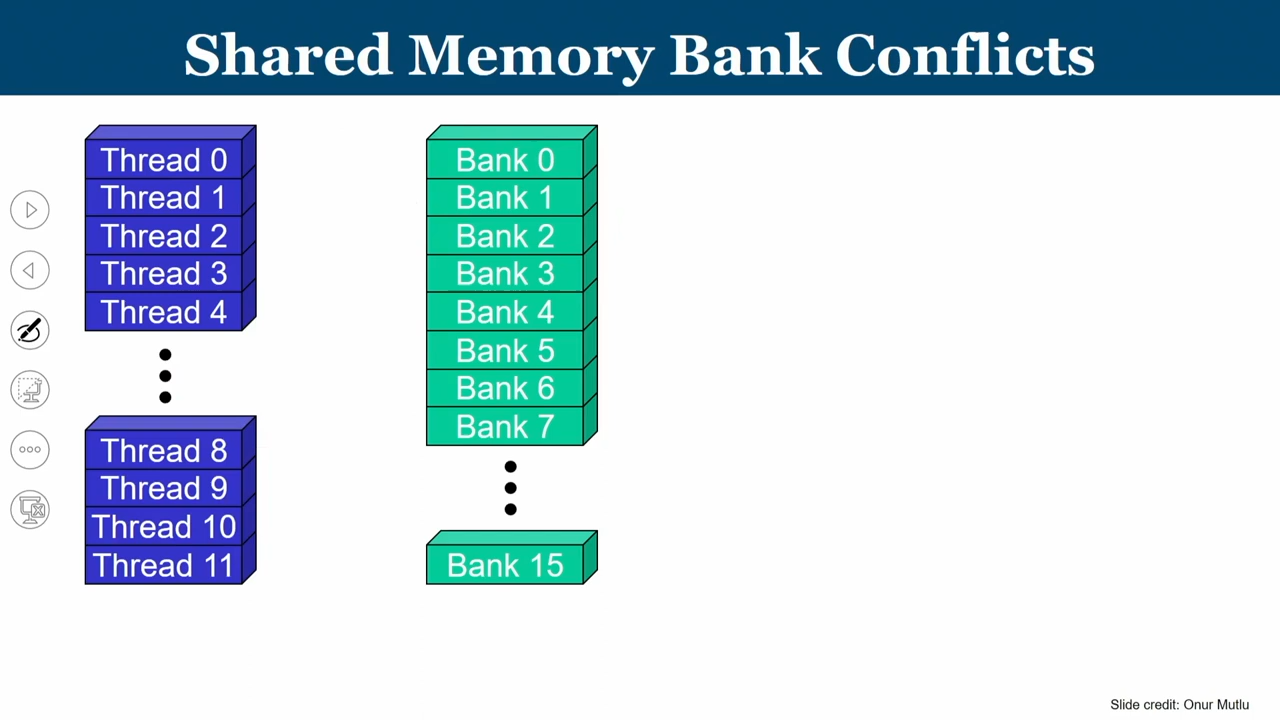 Shared Memory Bank Conflicts
Thread 0
Thread 1
Thread 2
Thread 3
Thread 4
Thread 8
Thread 9
Thread 10
Thread 11
Bank 0
Bank 1
Bank 2
Bank 3
Bank 4
Bank 5
Bank 6
Bank 7
Bank 15
Slide credit: Onur Mutlu